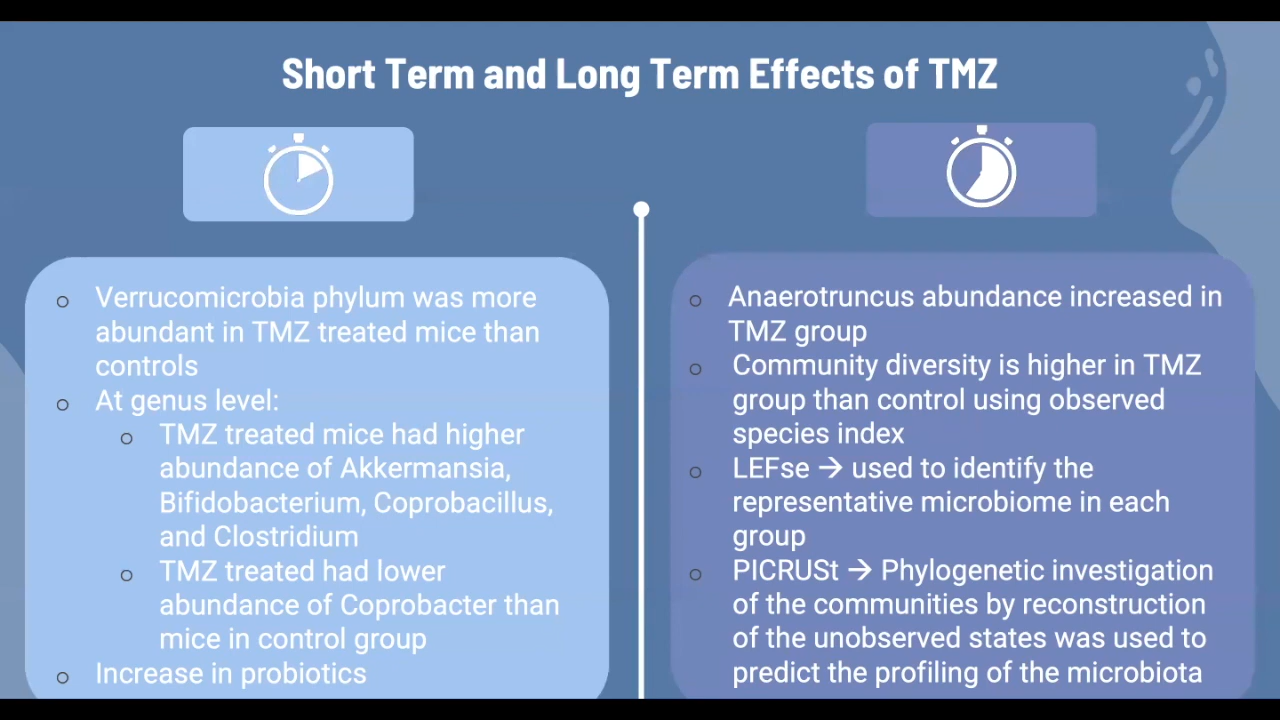 Short Term and Long Term Effects of TMZ
Verrucomicrobia phylum was more
abundant in TMZ treated mice than
controls
At genus level:
TMZ treated mice had higher
abundance of Akkermansia,
Bifidobacterium, Coprobacillus,
and Clostridium
TMZ treated had lower
abundance of Coprobacter than
mice in control group
Increase in probiotics
Anaerotruncus abundance increased in
TMZ group
Community diversity is higher in TMZ
group than control using observed
species index
LEFse → used to identify the
representative microbiome in each
group
PICRUSt → Phylogenetic investigation
of the communities by reconstruction
of the unobserved states was used to
predict the profiling of the microbiota